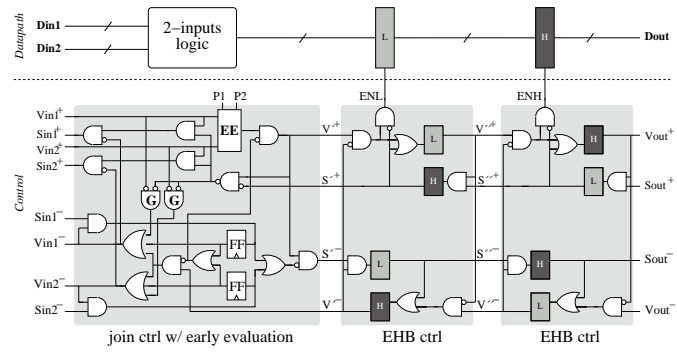 Datapath
Din1
Din2
2−inputs
logic
L
H
Dout
Control
P1 P2
ENL
ENH
Vin1+
Sin1+
Vin2+
Sin2+
EE
G G
V′+
S′+
L
H
V′′+
S′′+
H
L
Vout+
Sout+
Sin1−
Vin1−
Vin2−
Sin2−
FF
FF
S′−
V′−
L
H
S′′−
V′′−
H
L
Sout−
Vout−
join ctrl w/ early evaluation
EHB ctrl
EHB ctrl